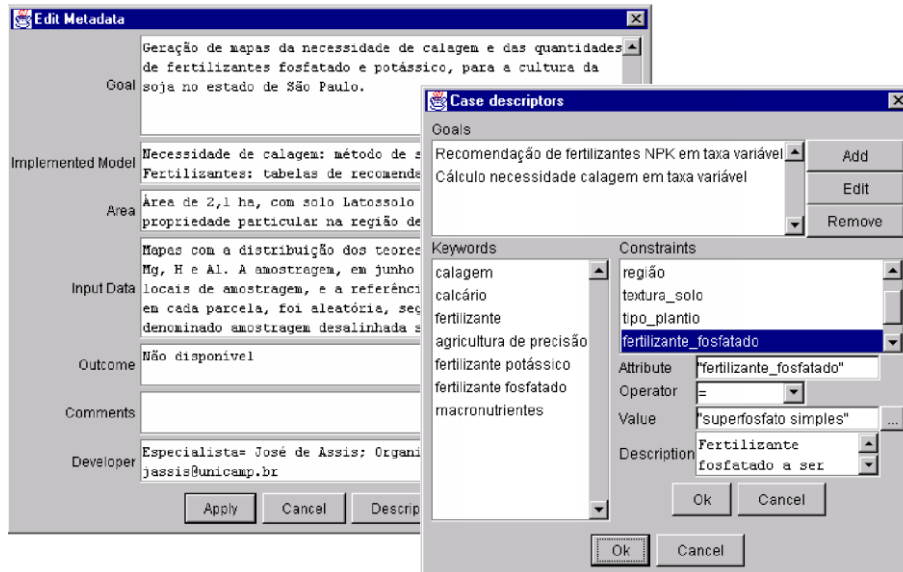 Edit Metadata
Goal
Geração de mapas da necessidade de calagem e das quantidades
de fertilizantes fosfatado e potássico, para a cultura da
soja no estado de São Paulo.
Implemented Model
Necessidade de calagem: método de s
Fertilizantes: tabelas de recomenda
Area
Área de 2,1 ha, com solo Latossolo
propriedade particular na região de
Input Data
Mapas com a distribuição dos teores
Mg, H e Al. A amostragem, em junho
locais de amostragem, e a referênci
em cada parcela, foi aleatória, seg
denominado amostragem desalinhada s
Outcome
Não disponível
Comments
Developer
Especialista= José de Assis; Organi
jassis@unicamp.br
Apply
Cancel
Descrip
Case descriptors
Goals
Recomendação de fertilizantes NPK em taxa variável
Cálculo necessidade calagem em taxa variável
Add
Edit
Remove
Keywords
calagem
calcário
fertilizante
agricultura de precisão
fertilizante potássico
fertilizante fosfatado
macronutrientes
Constraints
região
textura_solo
tipo_plantio
fertilizante_fosfatado
Attribute
"fertilizante_fosfatado"
Operator
=
Value
"superfosfato simples"
...
Description
Fertilizante
fosfatado a ser
Ok
Cancel
Ok
Cancel